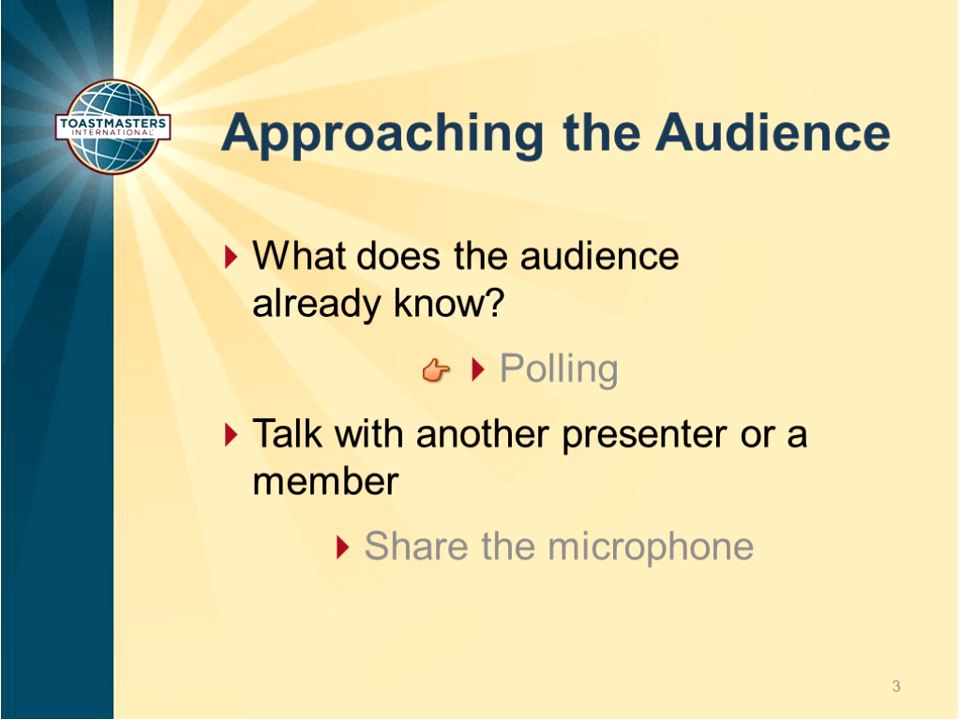 TOASTMASTERS
INTERNATIONAL
Approaching the Audience
What does the audience
already know?
Polling
Talk with another presenter or a
member
Share the microphone
3